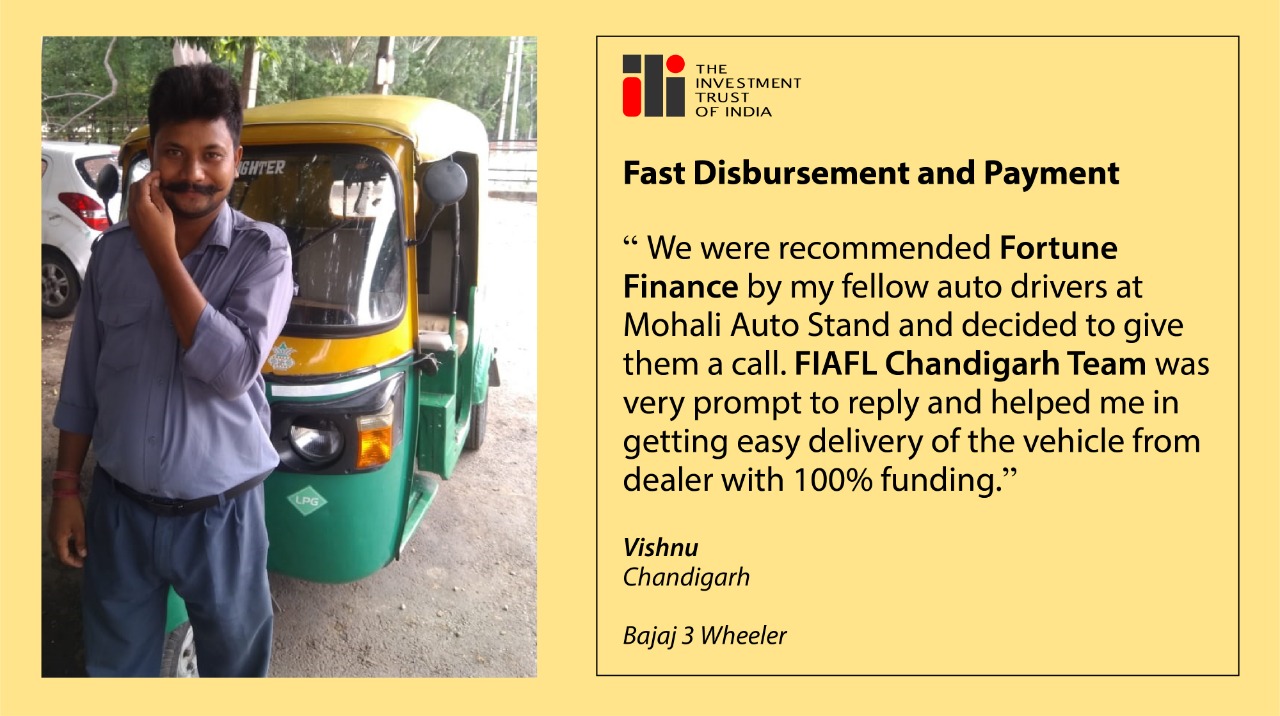 GHTER
LPG
THE
INVESTMENT
TRUST
OF INDIA
Fast Disbursement and Payment
“ We were recommended Fortune
Finance by my fellow auto drivers at
Mohali Auto Stand and decided to give
them a call. FIAFL Chandigarh Team was
very prompt to reply and helped me in
getting easy delivery of the vehicle from
dealer with 100% funding.”
Vishnu
Chandigarh
Bajaj 3 Wheeler